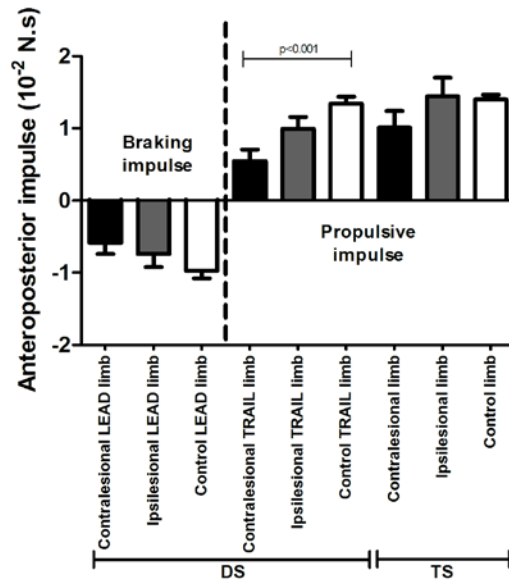 Anteroposterior impulse (10⁻² N.s)
2
1
0
-1
-2
Braking
impulse
p<0.001
Propulsive
impulse
Contralesional LEAD limb
Ipsilesional LEAD limb
Control LEAD limb
Contralesional TRAIL limb
Ipsilesional TRAIL limb
Control TRAIL limb
Contralesional limb
Ipsilesional limb
Control limb
DS
TS